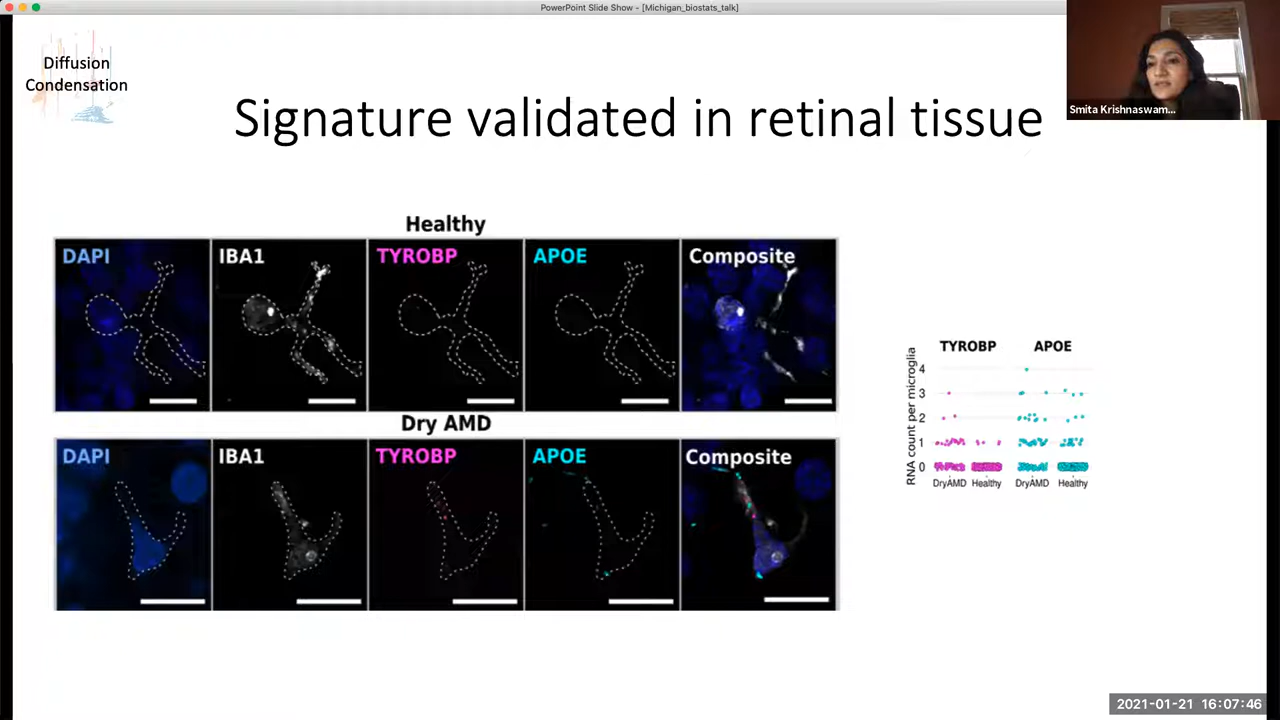 PowerPoint Slide Show - [Michigan_biostats_talk]
Diffusion
Condensation
Signature validated in retinal tissue
Smita Krishnaswam...
Healthy
DAPI
IBA1
TYROBP
APOE
Composite
Dry AMD
DAPI
IBA1
TYROBP
APOE
Composite
TYROBP
APOE
RNA count per microglia
4
3
2
1
0
DryAMD
Healthy
DryAMD
Healthy
2021-01-21 16:07:46